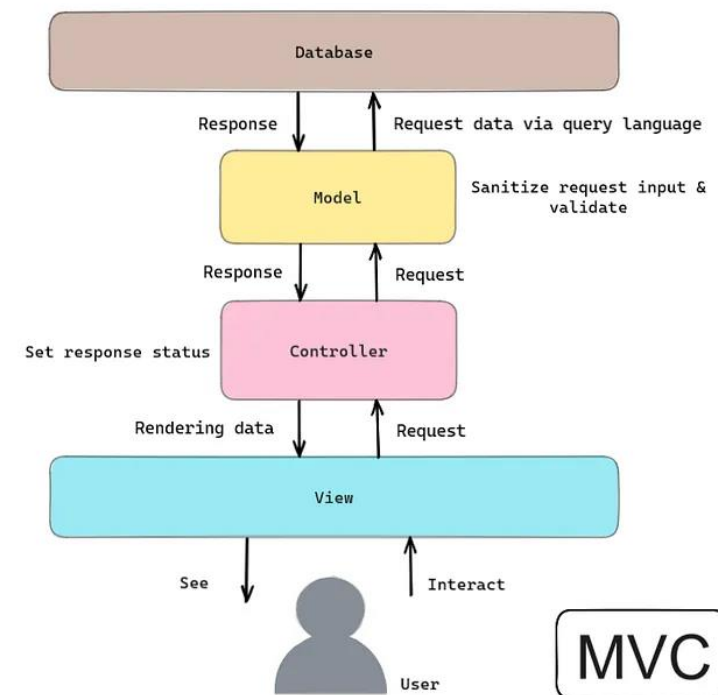 Database
Response
Request data via query language
Model
Sanitize request input &
validate
Response
Request
Set response status
Controller
Rendering data
Request
View
See
Interact
User
MVC